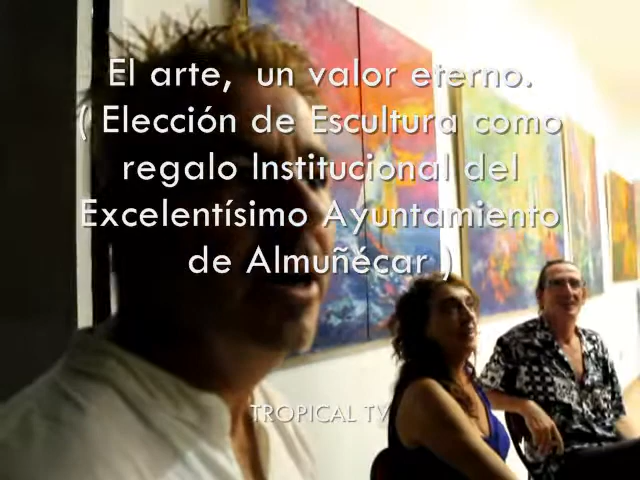 El arte, un valor eterno.
( Elección de Escultura como
regalo Institucional del
Excelentísimo Ayuntamiento
de Almuñécar )
TROPICAL TV